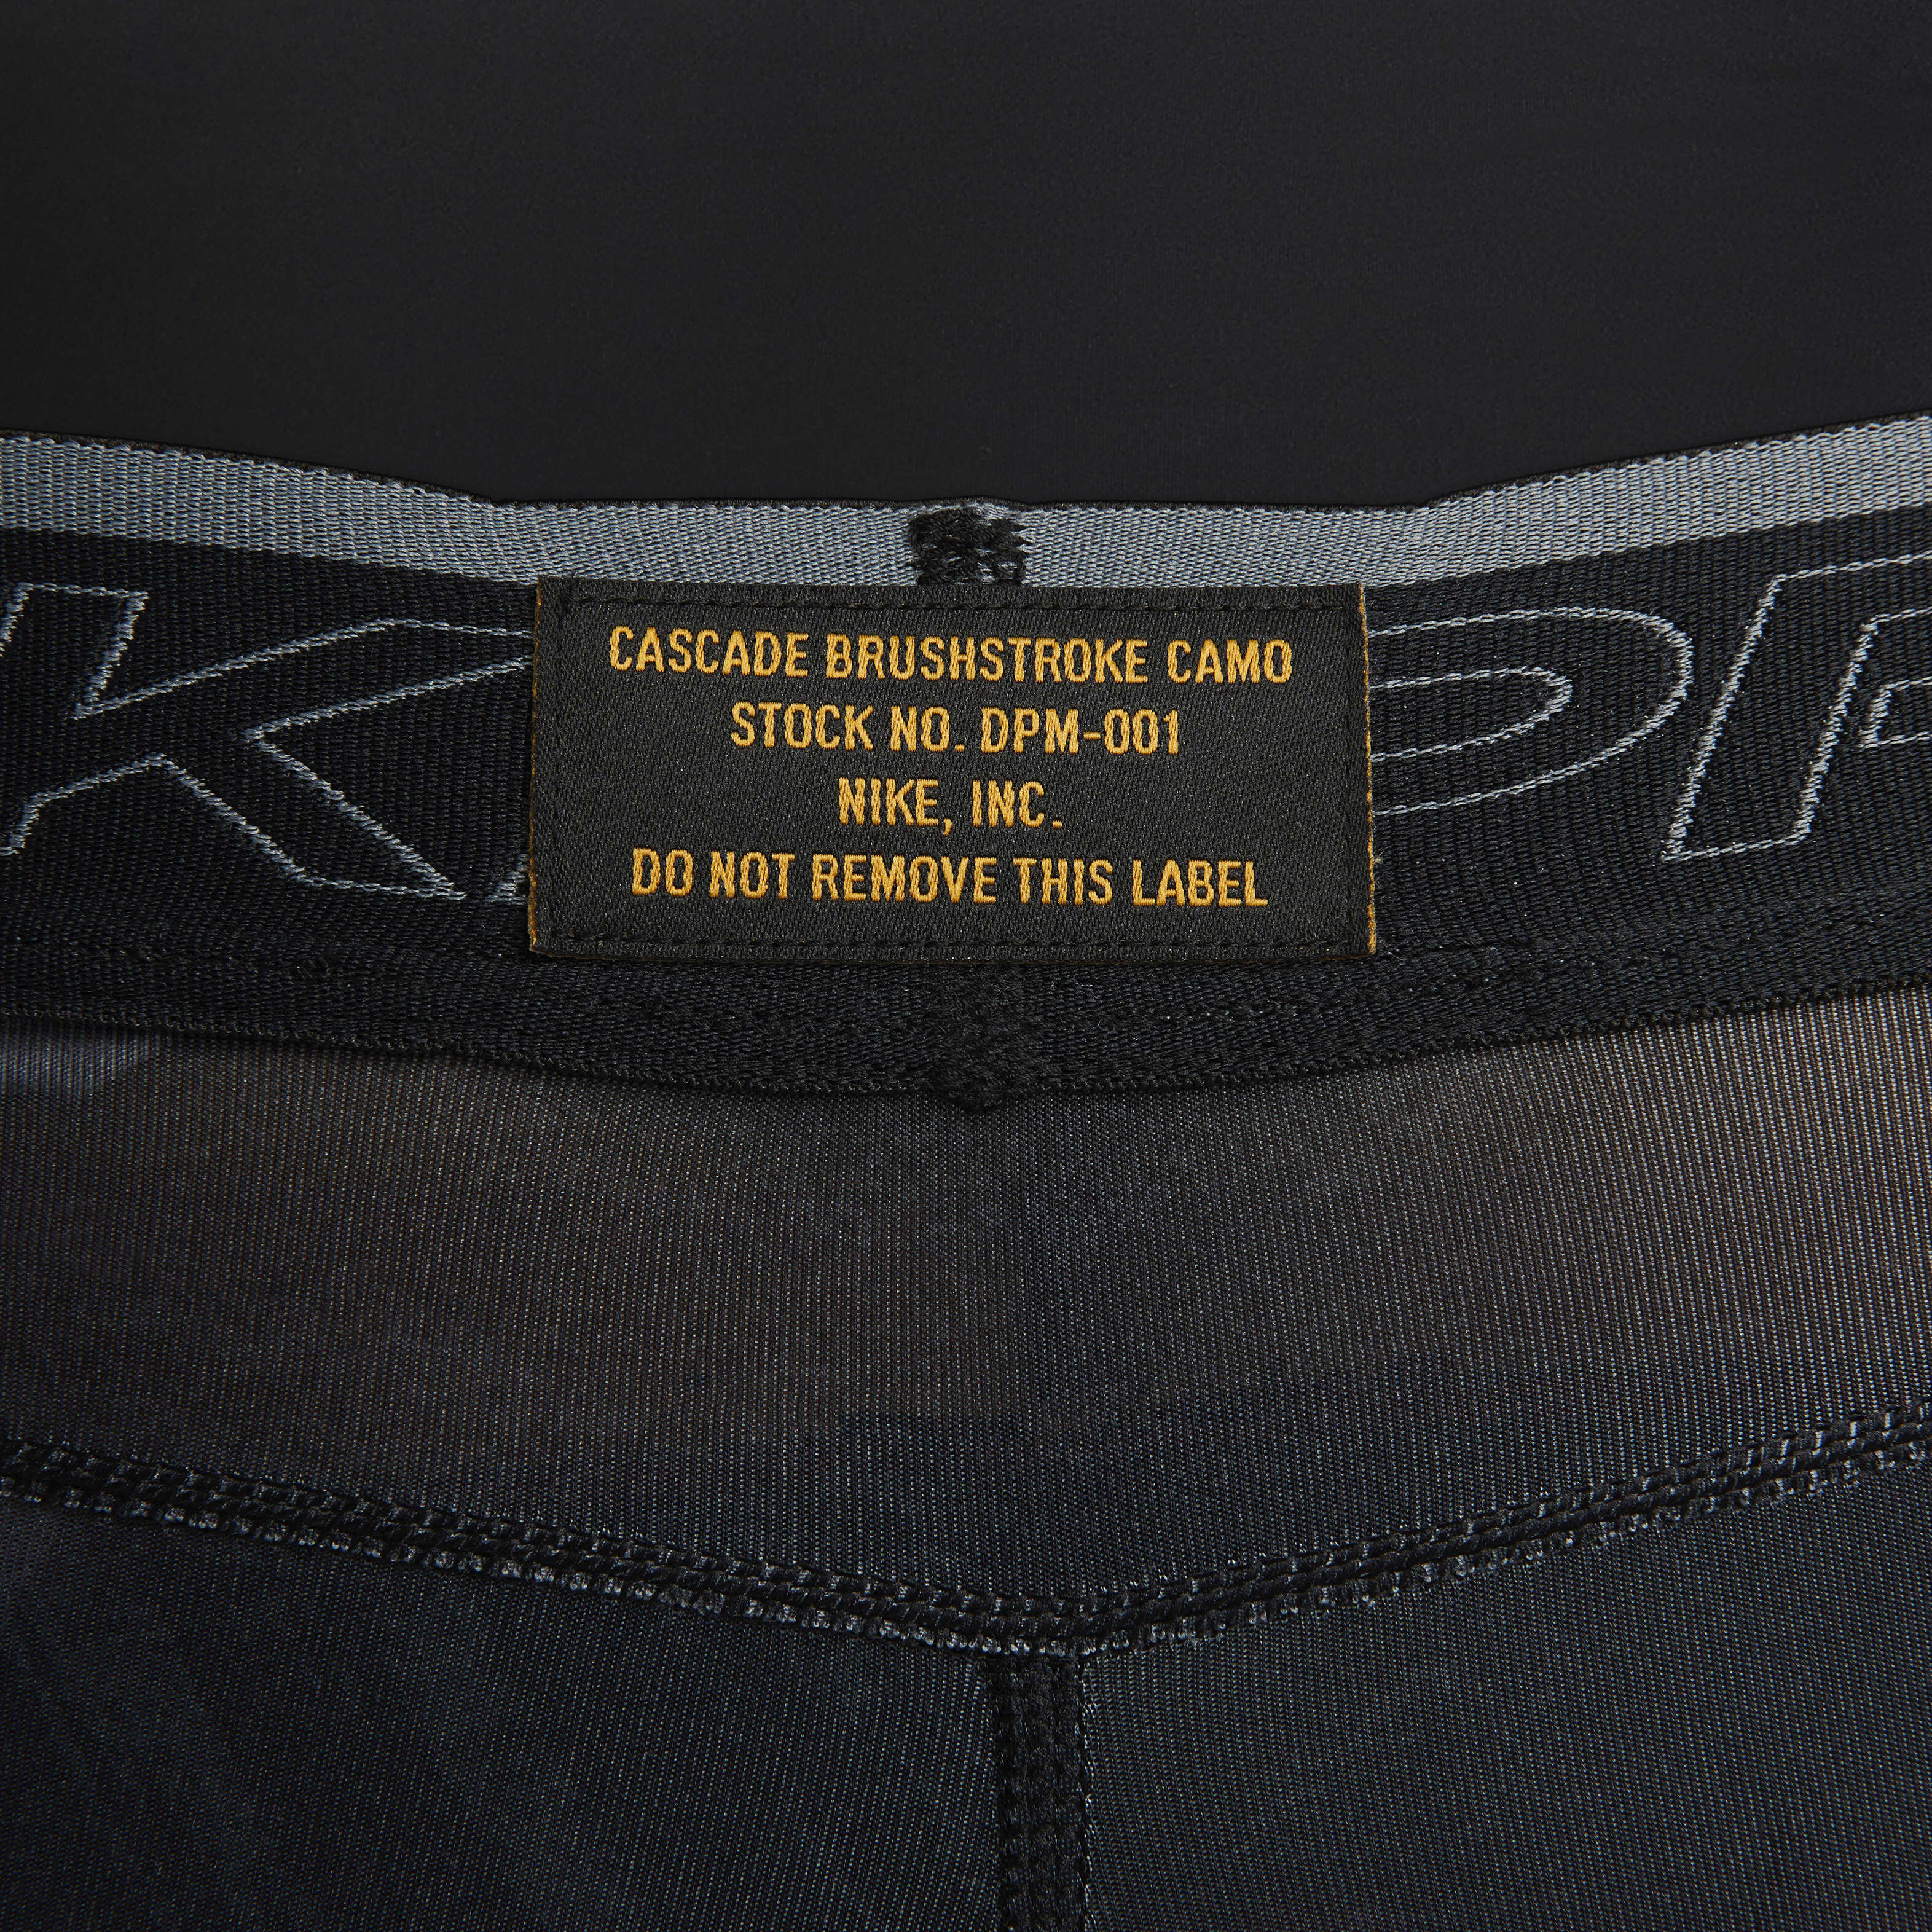 CASCADE BRUSHSTROKE CAMO
STOCK NO. DPM-001
NIKE, INC.
DO NOT REMOVE THIS LABEL